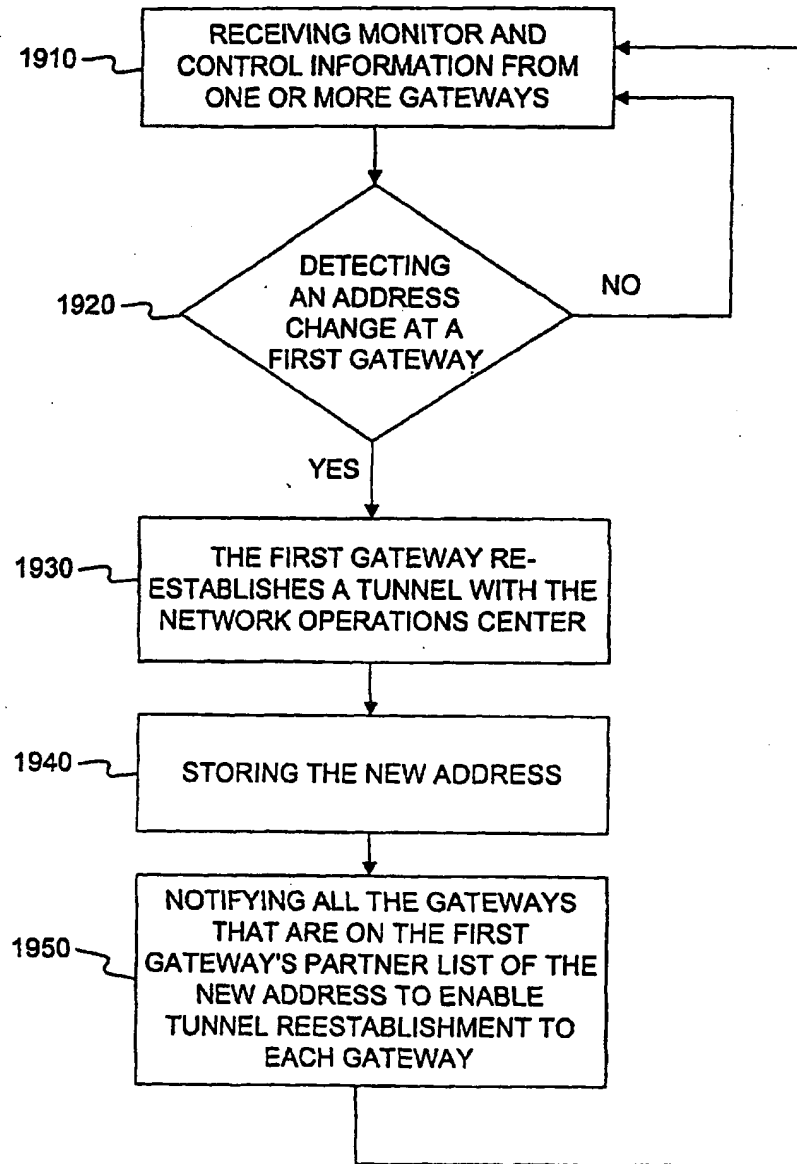 1910
RECEIVING MONITOR AND
CONTROL INFORMATION FROM
ONE OR MORE GATEWAYS
1920
DETECTING
AN ADDRESS
CHANGE AT A
FIRST GATEWAY
NO
YES
1930
THE FIRST GATEWAY RE-
ESTABLISHES A TUNNEL WITH THE
NETWORK OPERATIONS CENTER
1940
STORING THE NEW ADDRESS
1950
NOTIFYING ALL THE GATEWAYS
THAT ARE ON THE FIRST
GATEWAY'S PARTNER LIST OF THE
NEW ADDRESS TO ENABLE
TUNNEL REESTABLISHMENT TO
EACH GATEWAY